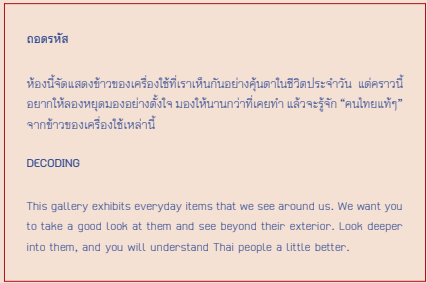 ถอดรหัส
ห้องนี้จัดแสดงข้าวของเครื่องใช้ที่เราเห็นกันอย่างคุ้นตาในชีวิตประจำวัน แต่คราวนี้
อยากให้ลองหยุดมองอย่างตั้งใจ มองให้นานกว่าที่เคยทำ แล้วจะรู้จัก “คนไทยแท้ๆ”
จากข้าวของเครื่องใช้เหล่านี้
DECODING
This gallery exhibits everyday items that we see around us. We want you
to take a good look at them and see beyond their exterior. Look deeper
into them, and you will understand Thai people a little better.